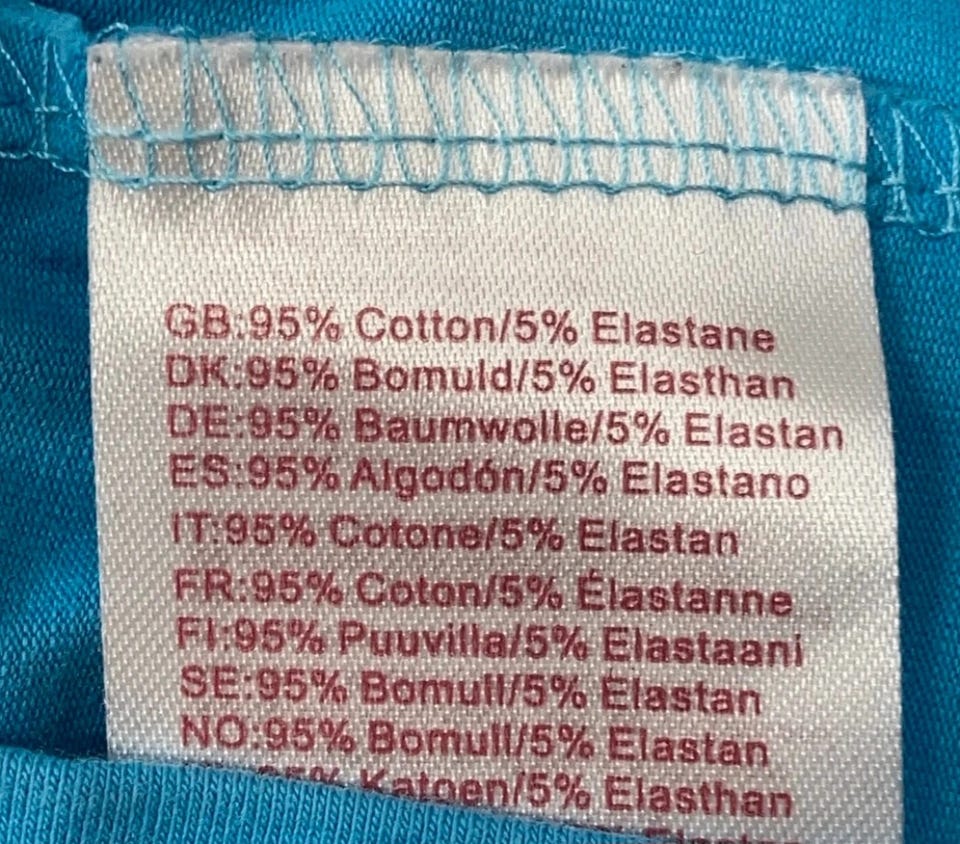 GB:95% Cotton/5% Elastane
DK:95% Bomuld/5% Elasthan
DE:95% Baumwolle/5% Elastan
ES:95% Algodón/5% Elastano
IT:95% Cotone/5% Elastan
FR:95% Coton/5% Élastanne
FI:95% Puuvilla/5% Elastaani
SE:95% Bomull/5% Elastan
NO:95% Bomull/5% Elastan
95% Katoen/5% Elasthan